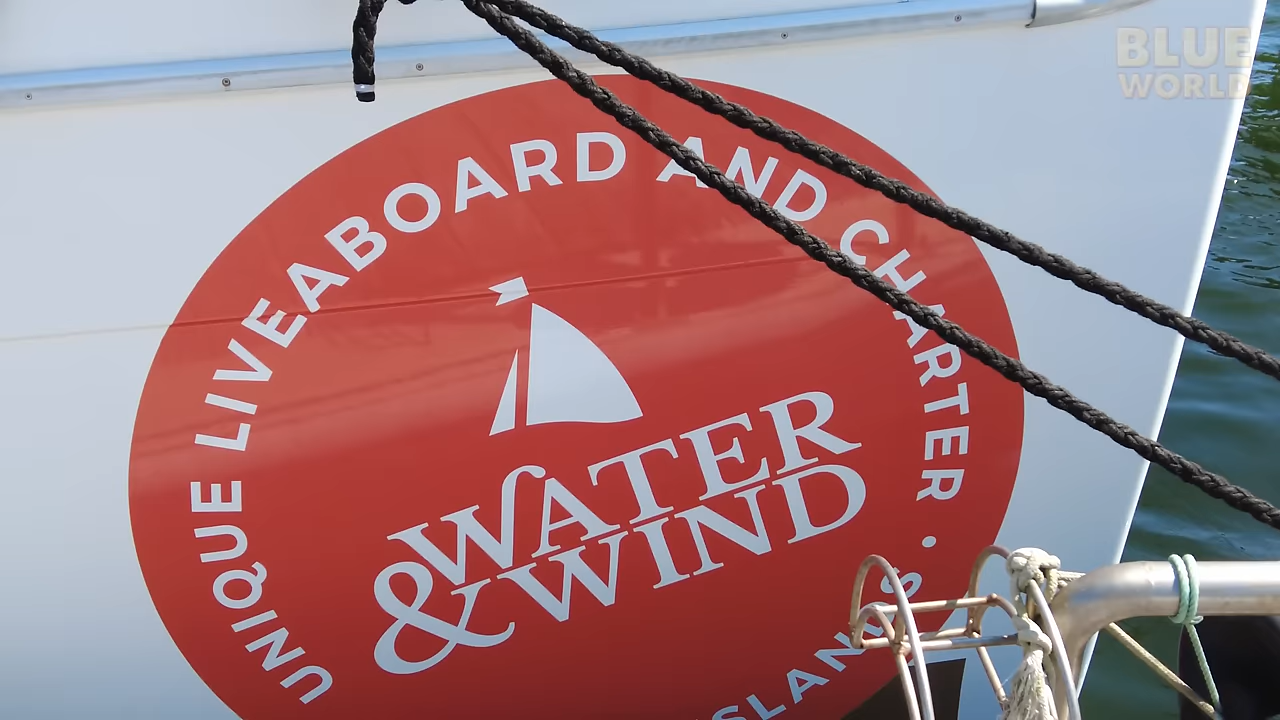 BLUE
WORLD
UNIQUE LIVEABOARD AND CHARTER •
WATER
& WIND